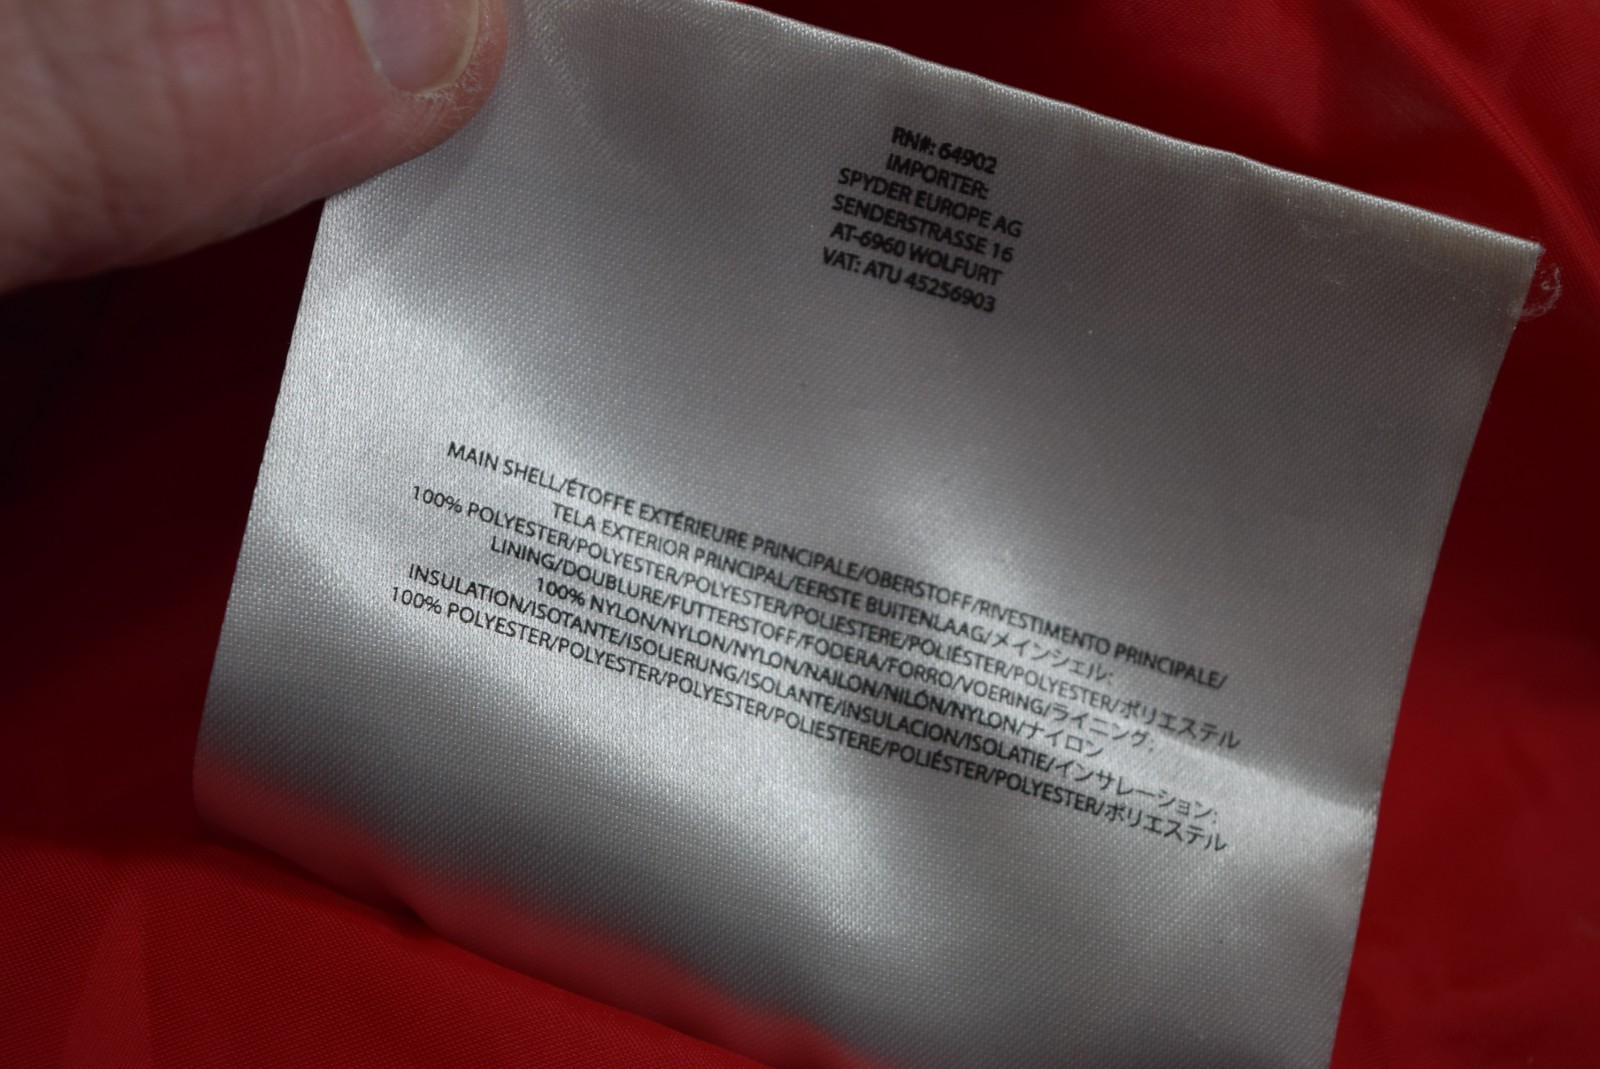 RN#: 64902
IMPORTER:
SPYDER EUROPE AG
SENDERSTRASSE 16
AT-6960 WOLFURT
VAT: ATU 45256903
MAIN SHELL/ÉTOFFE EXTÉRIEURE PRINCIPALE/OBERSTOFF/RIVESTIMENTO PRINCIPALE/
TELA EXTERIOR PRINCIPAL/EERSTE BUITENLAAG/メインシェル:
100% POLYESTER/POLYESTER/POLYESTER/POLIESTERE/POLIÉSTER/POLYESTER/ポリエステル
LINING/DOUBLURE/FUTTERSTOFF/FODERA/FORRO/VOERING/ライニング:
100% NYLON/NYLON/NYLON/NAILON/NILÓN/NYLON/ナイロン
INSULATION/ISOTANTE/ISOLIERUNG/ISOLANTE/INSULACION/ISOLATIE/インサレーション:
100% POLYESTER/POLYESTER/POLYESTER/POLIESTERE/POLIÉSTER/POLYESTER/ポリエステル